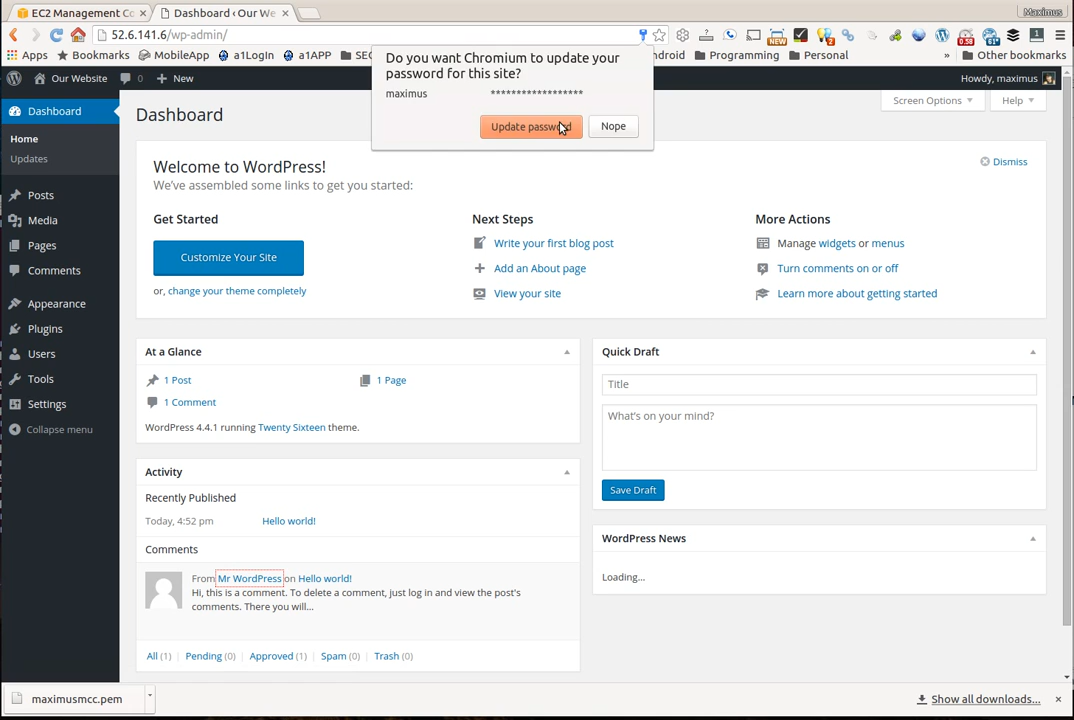 EC2 Management Co
Dashboard ‹ Our We
Maximus
52.6.141.6/wp-admin/
Apps
Bookmarks
MobileApp
a1LogIn
a1APP
SEO
ndroid
Programming
Personal
»
Other bookmarks
NEW
2
0.58
61°
1
Do you want Chromium to update your
password for this site?
maximus ******************
Update password
Nope
Our Website
0
+ New
Howdy, maximus
Screen Options
Help
Dashboard
Home
Updates
Posts
Media
Pages
Comments
Appearance
Plugins
Users
Tools
Settings
Collapse menu
Dashboard
Welcome to WordPress!
Dismiss
We've assembled some links to get you started:
Get Started
Customize Your Site
or, change your theme completely
Next Steps
Write your first blog post
Add an About page
View your site
More Actions
Manage widgets or menus
Turn comments on or off
Learn more about getting started
At a Glance
1 Post
1 Page
1 Comment
WordPress 4.4.1 running Twenty Sixteen theme.
Activity
Recently Published
Today, 4:52 pm Hello world!
Comments
From Mr WordPress on Hello world!
Hi, this is a comment. To delete a comment, just log in and view the post's
comments. There you will...
All (1) | Pending (0) | Approved (1) | Spam (0) | Trash (0)
Quick Draft
Title
What's on your mind?
Save Draft
WordPress News
Loading...
maximusmcc.pem
Show all downloads...